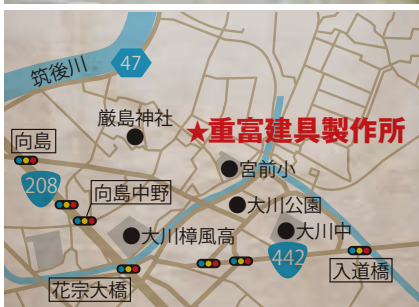 筑後川
47
厳島神社
★重富建具製作所
向島
宮前小
208
向島中野
大川公園
大川樟風高
大川中
442
入道橋
花宗大橋